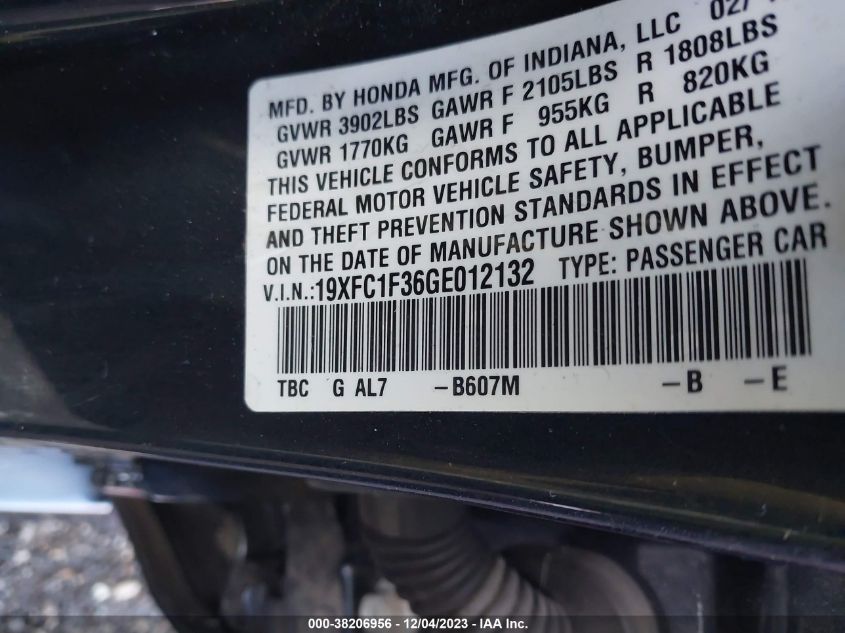 MFD. BY HONDA MFG. OF INDIANA, LLC 02/
GVWR 3902LBS GAWR F 2105LBS R 1808LBS
GVWR 1770KG GAWR F 955KG R 820KG
THIS VEHICLE CONFORMS TO ALL APPLICABLE
FEDERAL MOTOR VEHICLE SAFETY, BUMPER,
AND THEFT PREVENTION STANDARDS IN EFFECT
ON THE DATE OF MANUFACTURE SHOWN ABOVE.
V.I.N.:19XFC1F36GE012132 TYPE: PASSENGER CAR
TBC G AL7 -B607M -B -E
000-38206956 - 12/04/2023 - IAA Inc.